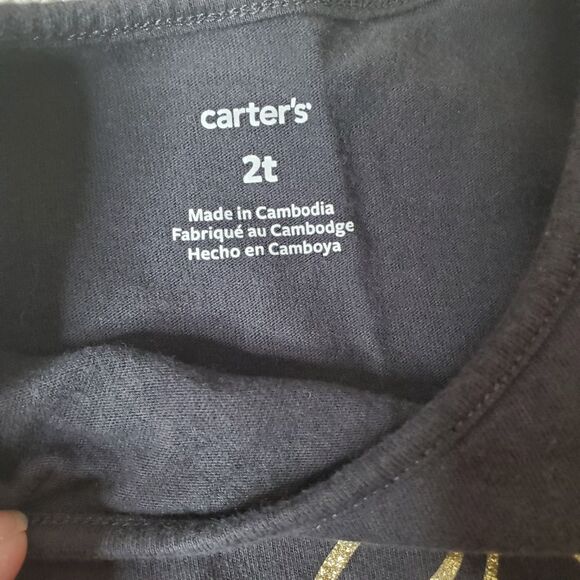 carter's
2t
Made in Cambodia
Fabriqué au Cambodge
Hecho en Camboya